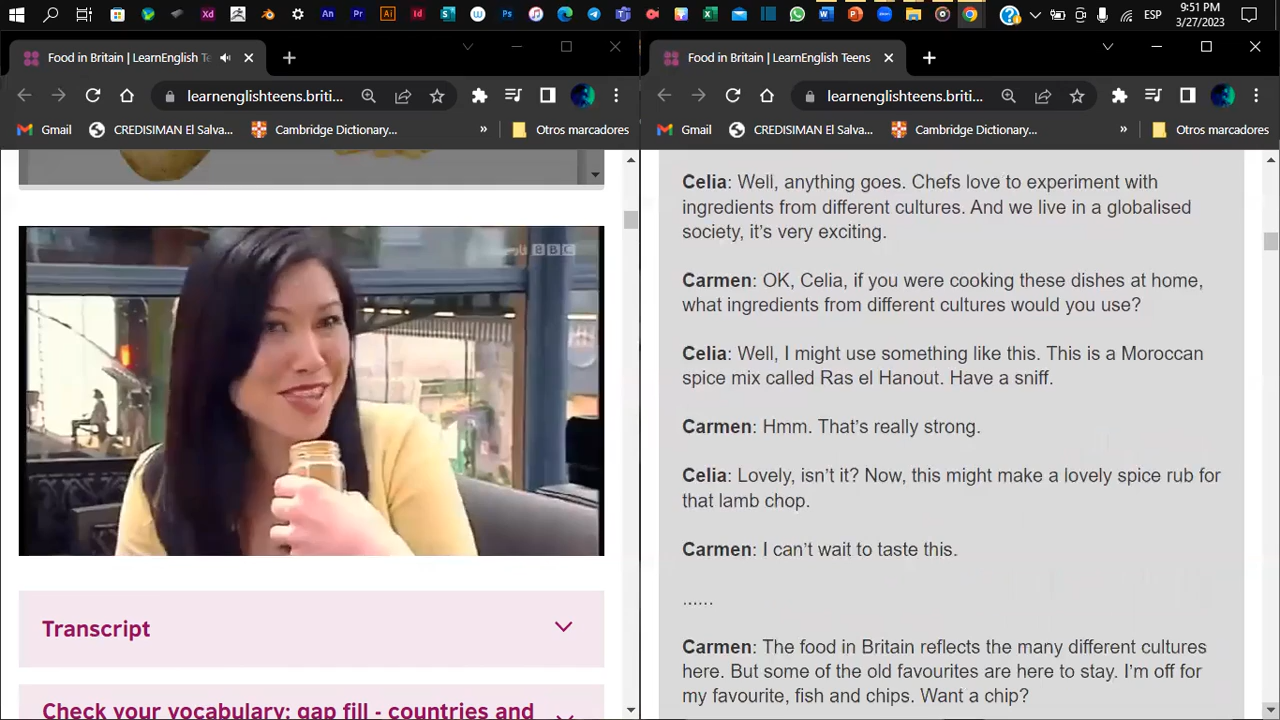 Xd
An
Pr
Ai
Id
S
W
Ps
ESP
9:51 PM
3/27/2023
Food in Britain | LearnEnglish Te
learnenglishteens.briti...
Gmail
CREDISIMAN El Salva...
Cambridge Dictionary...
»
Otros marcadores
BBC
Transcript
Check your vocabulary: gap fill - countries and
Food in Britain | LearnEnglish Teens
learnenglishteens.briti...
Gmail
CREDISIMAN El Salva...
Cambridge Dictionary...
»
Otros marcadores
Celia: Well, anything goes. Chefs love to experiment with
ingredients from different cultures. And we live in a globalised
society, it’s very exciting.
Carmen: OK, Celia, if you were cooking these dishes at home,
what ingredients from different cultures would you use?
Celia: Well, I might use something like this. This is a Moroccan
spice mix called Ras el Hanout. Have a sniff.
Carmen: Hmm. That’s really strong.
Celia: Lovely, isn’t it? Now, this might make a lovely spice rub for
that lamb chop.
Carmen: I can’t wait to taste this.
......
Carmen: The food in Britain reflects the many different cultures
here. But some of the old favourites are here to stay. I’m off for
my favourite, fish and chips. Want a chip?